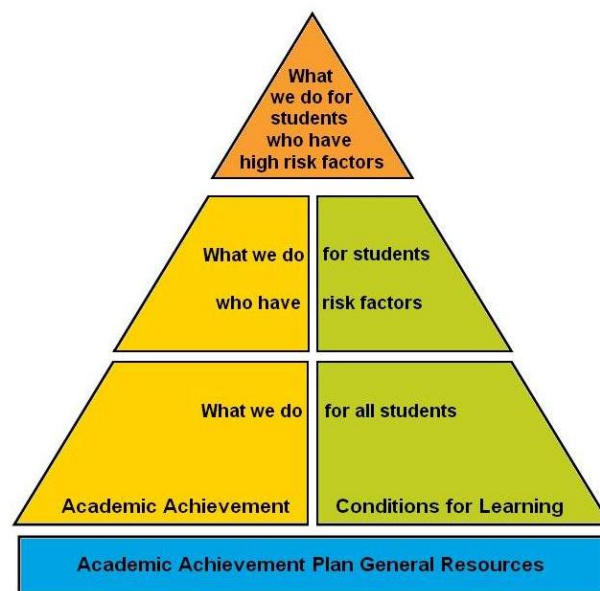 What
we do for
students
who have
high risk factors
What we do for students
who have risk factors
What we do for all students
Academic Achievement Conditions for Learning
Academic Achievement Plan General Resources